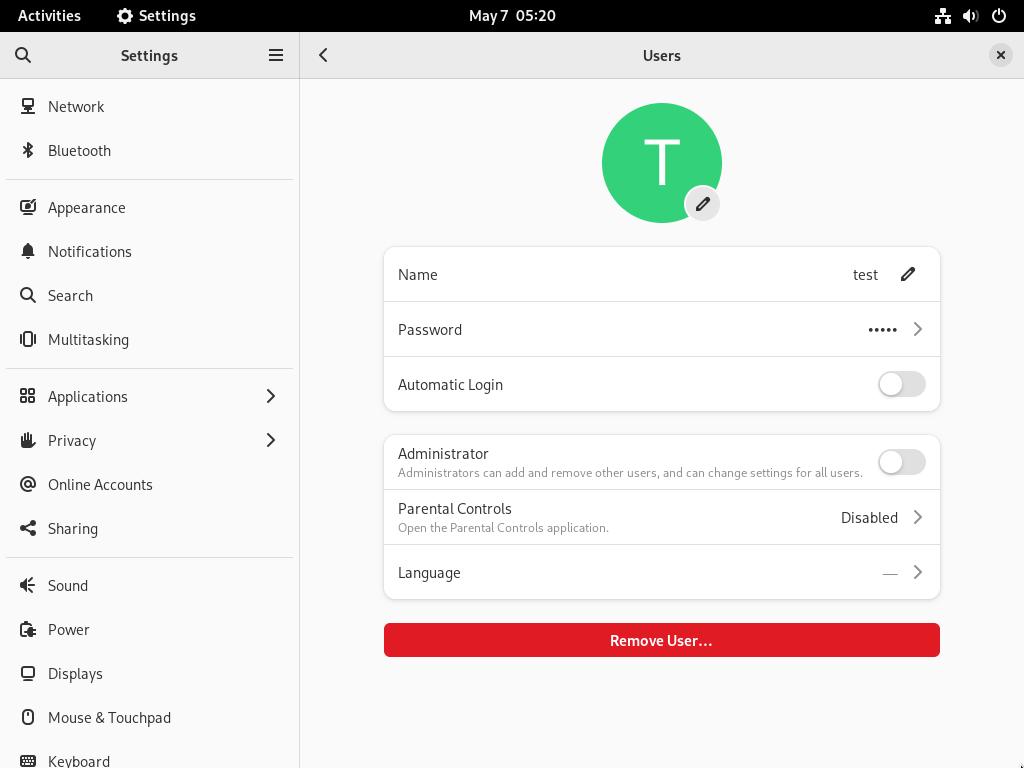 Activities
Settings
May 7 05:20
Settings
Users
Network
Bluetooth
Appearance
Notifications
Search
Multitasking
Applications
Privacy
Online Accounts
Sharing
Sound
Power
Displays
Mouse & Touchpad
Keyboard
T
Name
test
Password
•••••
Automatic Login
Administrator
Administrators can add and remove other users, and can change settings for all users.
Parental Controls
Open the Parental Controls application.
Disabled
Language
—
Remove User…